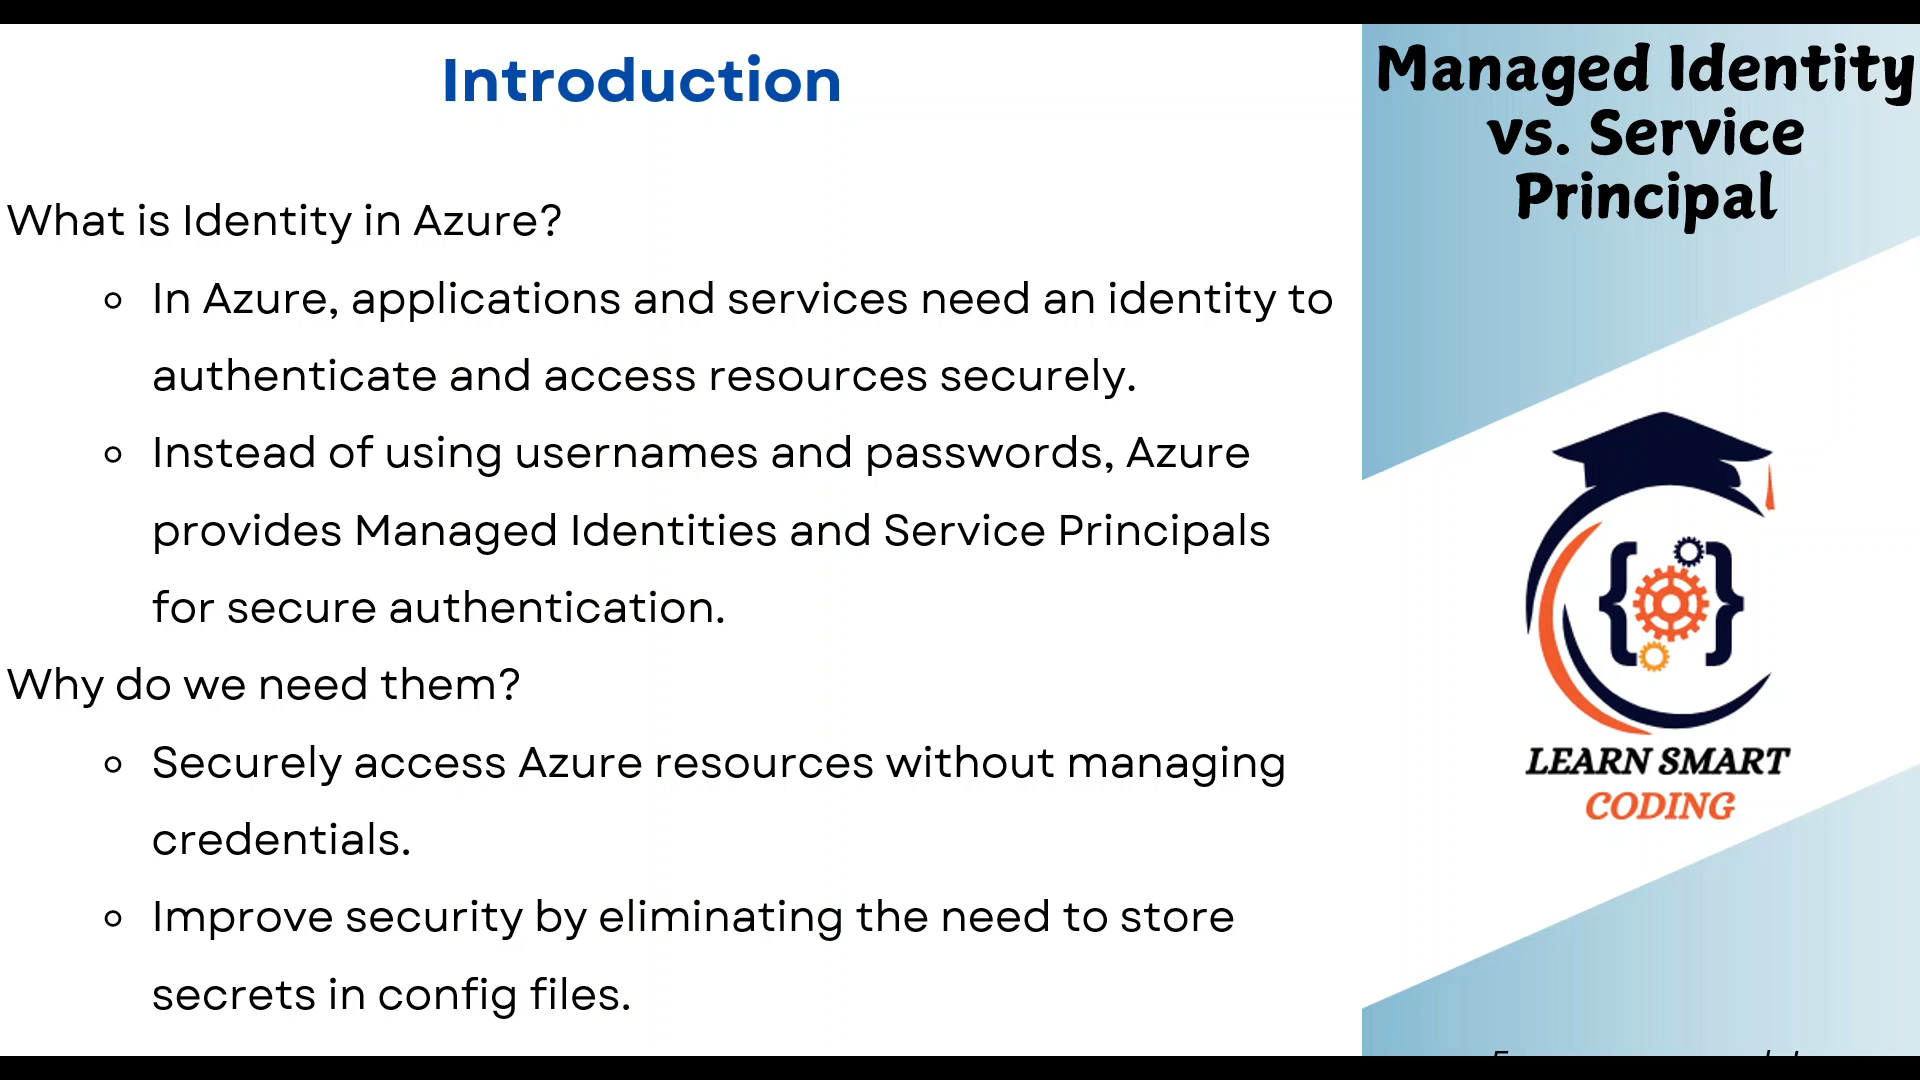 Introduction
What is Identity in Azure?
In Azure, applications and services need an identity to
authenticate and access resources securely.
Instead of using usernames and passwords, Azure
provides Managed Identities and Service Principals
for secure authentication.
Why do we need them?
Securely access Azure resources without managing
credentials.
Improve security by eliminating the need to store
secrets in config files.
Managed Identity
vs. Service
Principal
LEARN SMART
CODING